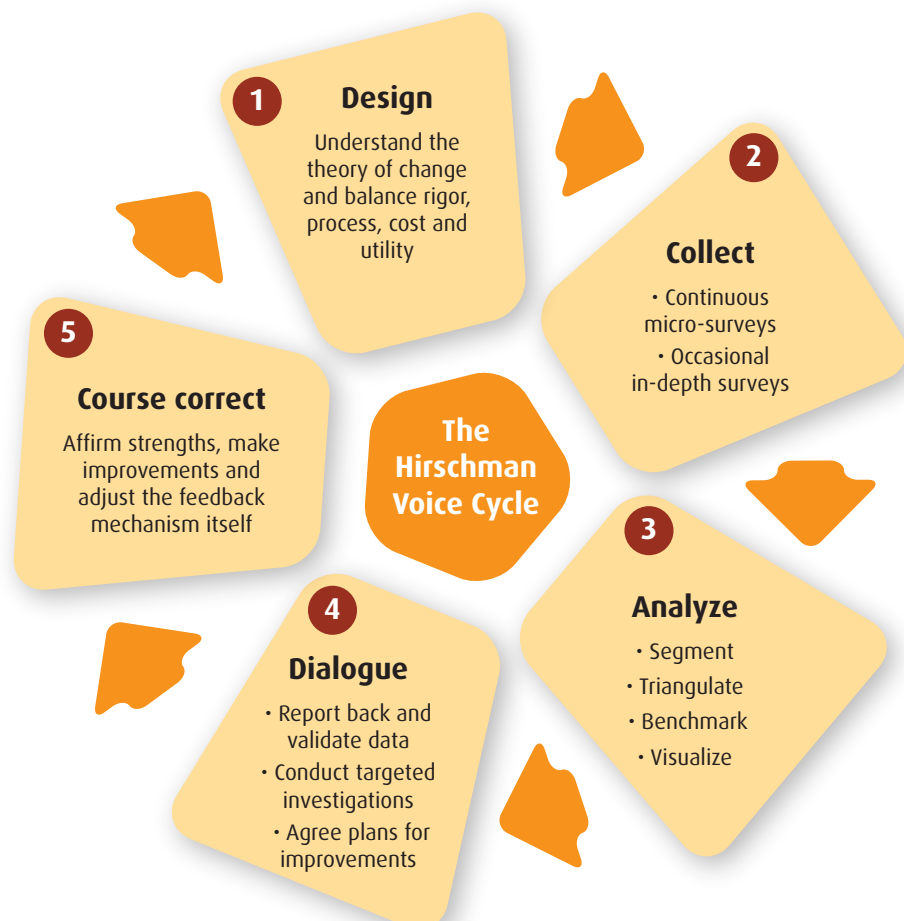 1
Design
Understand the
theory of change
and balance rigor,
process, cost and
utility
2
Collect
• Continuous
micro-surveys
• Occasional
in-depth surveys
3
Analyze
• Segment
• Triangulate
• Benchmark
• Visualize
4
Dialogue
• Report back and
validate data
• Conduct targeted
investigations
• Agree plans for
improvements
5
Course correct
Affirm strengths, make
improvements and
adjust the feedback
mechanism itself
The
Hirschman
Voice Cycle